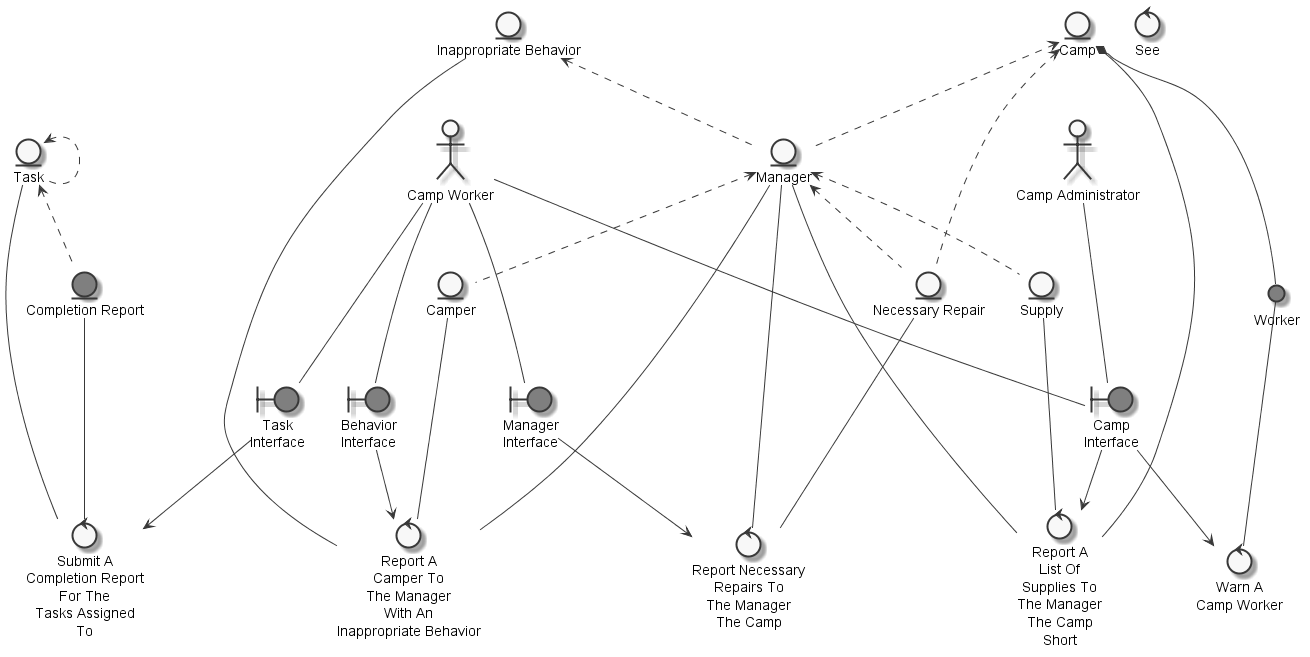 Inappropriate Behavior
Camp
See
Task
Camp Worker
Manager
Camp Administrator
Completion Report
Camper
Necessary Repair
Supply
Worker
Task
Interface
Behavior
Interface
Manager
Interface
Camp
Interface
Submit A
Completion Report
For The
Tasks Assigned
To
Report A
Camper To
The Manager
With An
Inappropriate Behavior
Report Necessary
Repairs To
The Manager
The Camp
Report A
List Of
Supplies To
The Manager
The Camp
Short
Warn A
Camp Worker